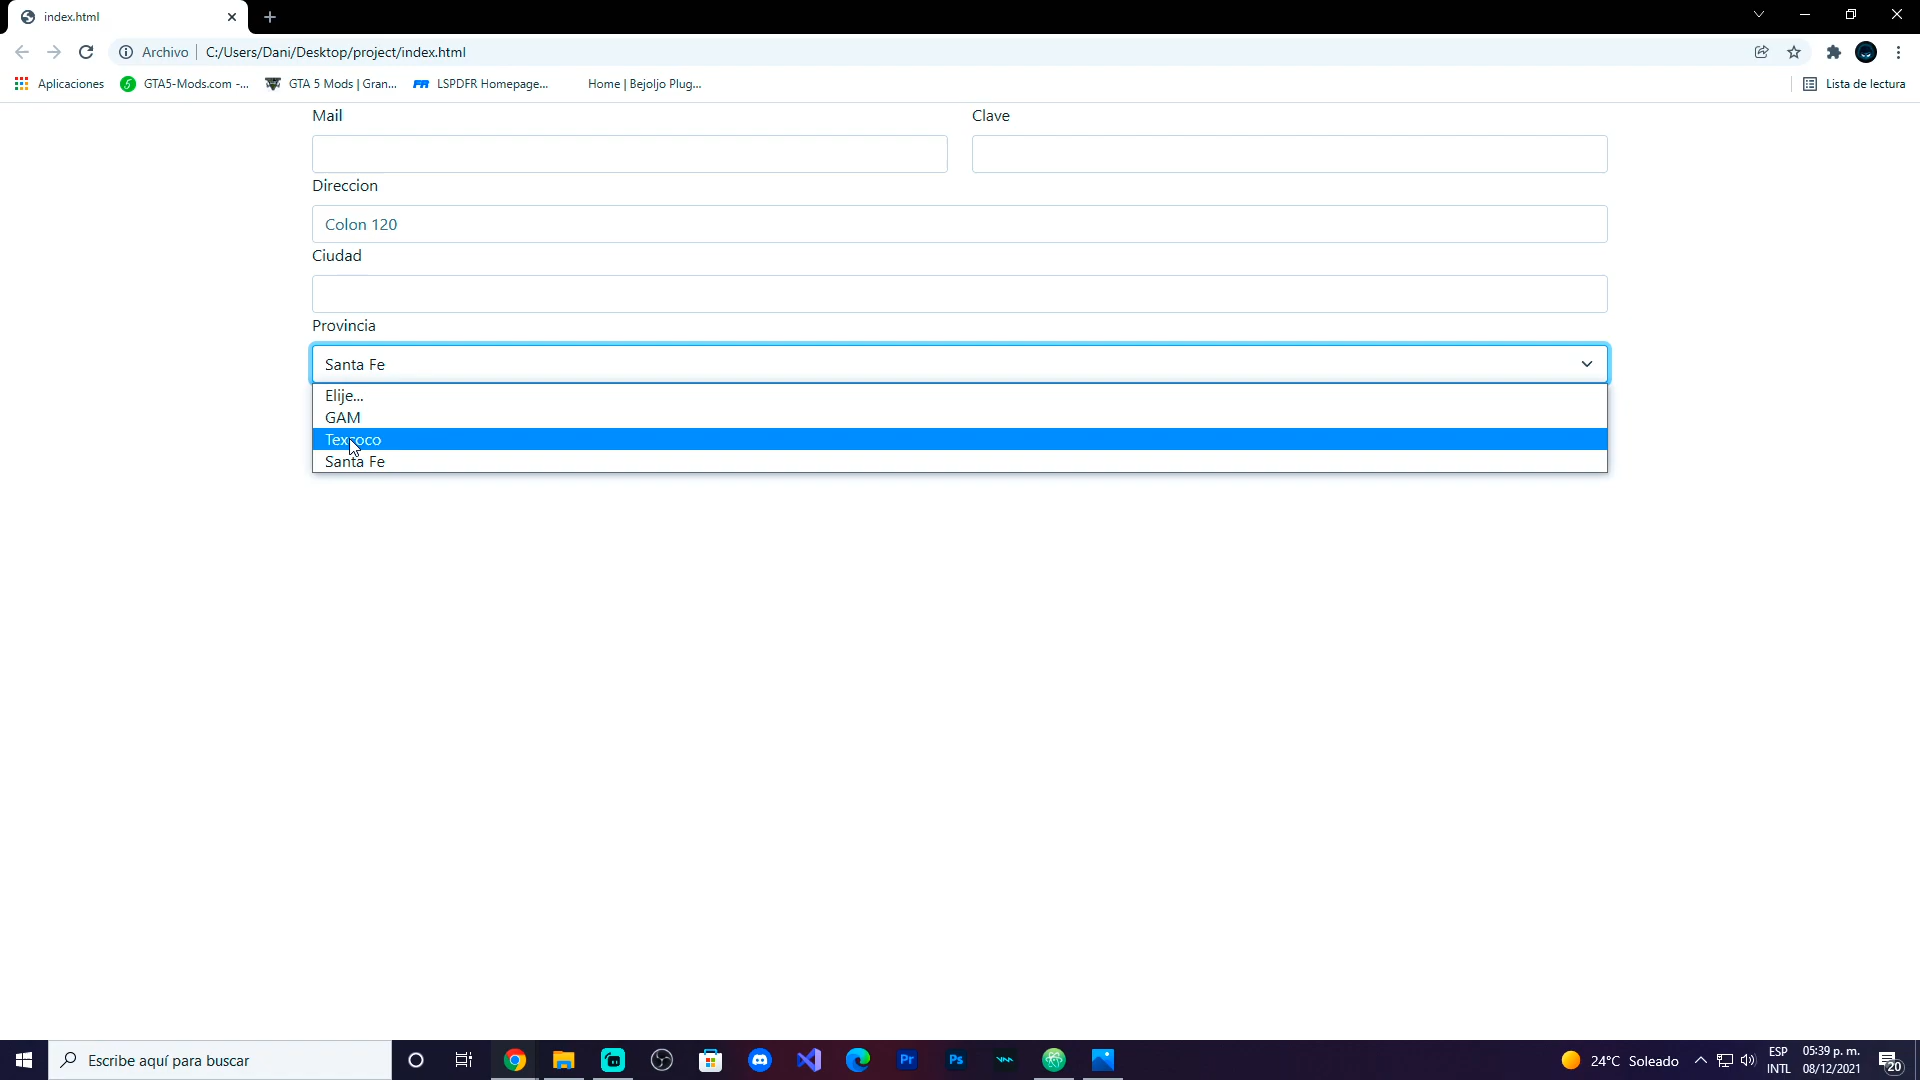 index.html
Archivo C:/Users/Dani/Desktop/project/index.html
Aplicaciones GTA5-Mods.com -... GTA 5 Mods | Gran... LSPDFR Homepage... Home | Bejoljo Plug... Lista de lectura
Mail Clave
Direccion
Colon 120
Ciudad
Provincia
Santa Fe
Elije...
GAM
Texcoco
Santa Fe
Escribe aquí para buscar
Pr Ps
24°C Soleado
ESP 05:39 p. m.
INTL 08/12/2021
20